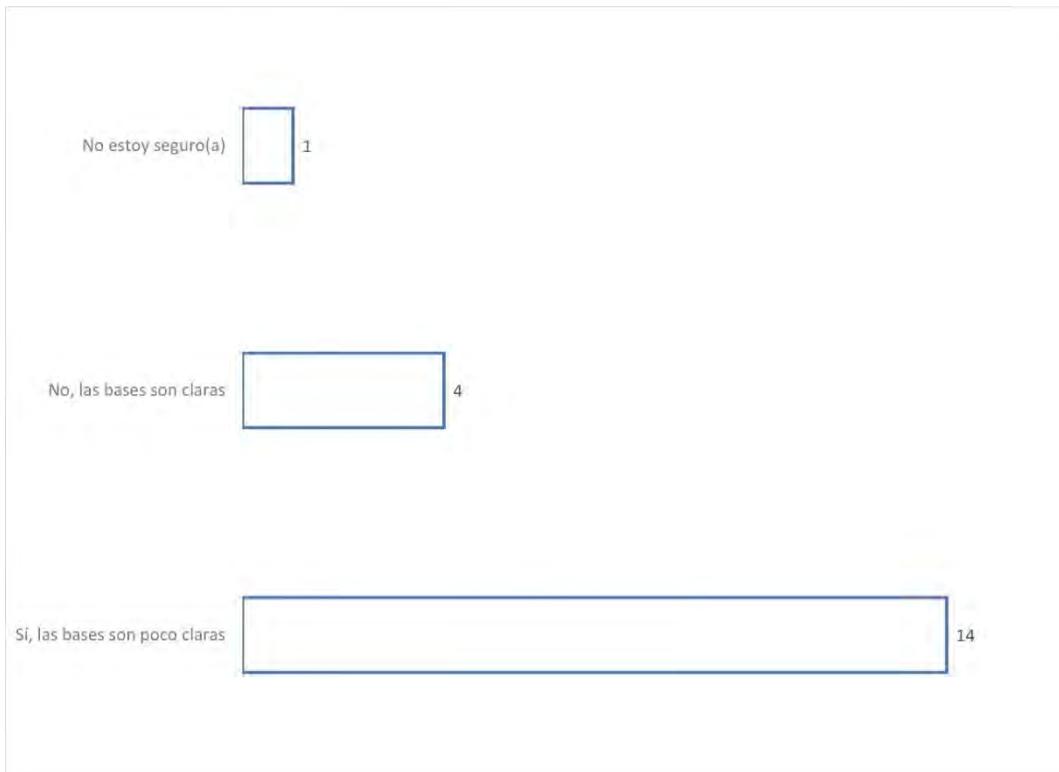 No estoy seguro(a) 1
No, las bases son claras 4
Sí, las bases son poco claras 14